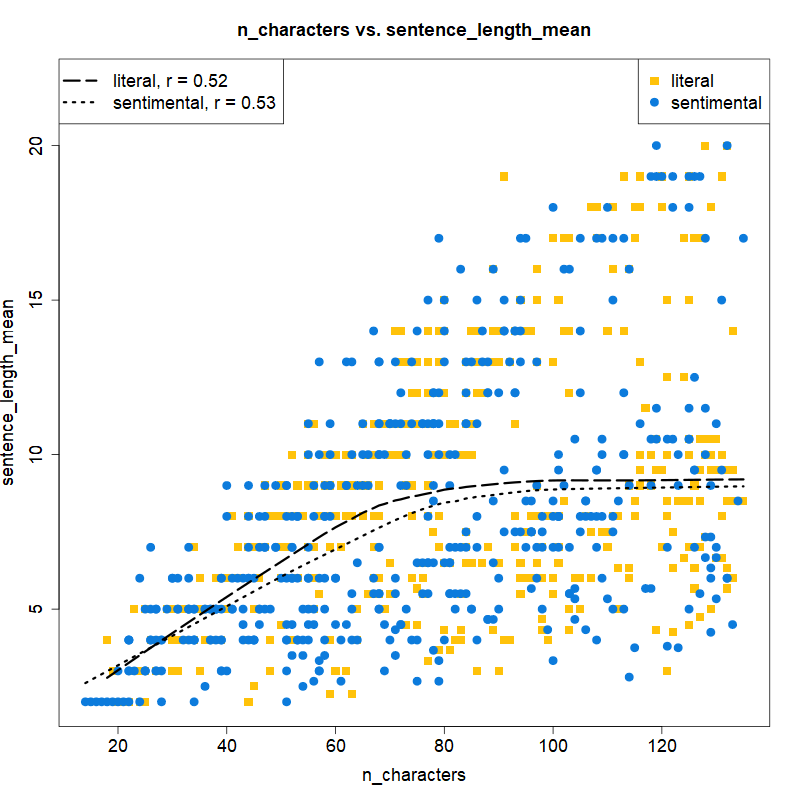 n_characters vs. sentence_length_mean
literal, r = 0.52
sentimental, r = 0.53
literal
sentimental
sentence_length_mean
20
15
10
5
20 40 60 80 100 120
n_characters